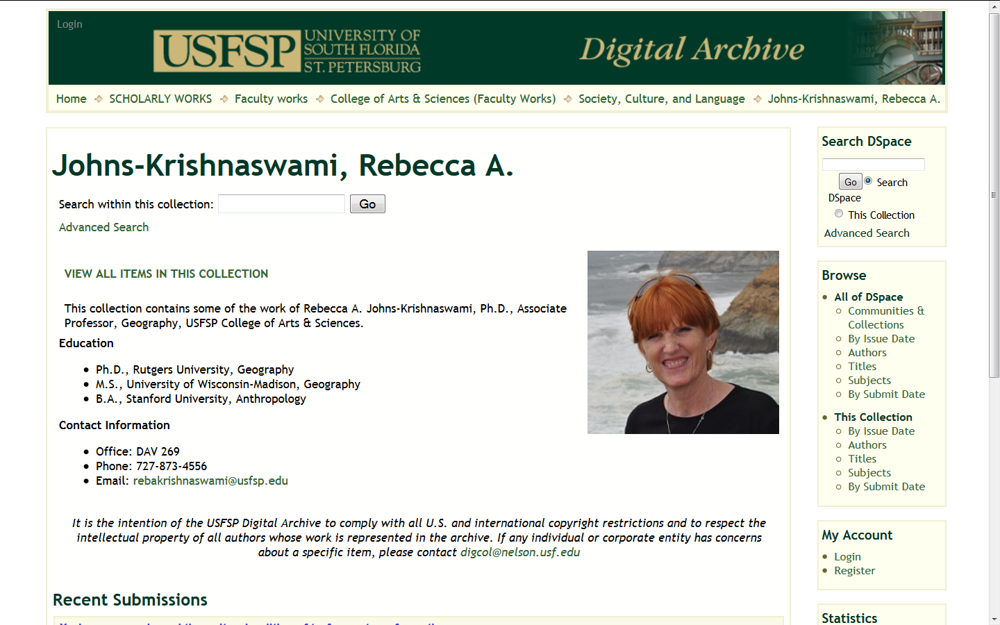 Login
USFSP UNIVERSITY OF
SOUTH FLORIDA
ST. PETERSBURG
Digital Archive
Home SCHOLARLY WORKS Faculty works College of Arts & Sciences (Faculty Works) Society, Culture, and Language Johns-Krishnaswami, Rebecca A.
Johns-Krishnaswami, Rebecca A.
Search within this collection: Go
Advanced Search
VIEW ALL ITEMS IN THIS COLLECTION
This collection contains some of the work of Rebecca A. Johns-Krishnaswami, Ph.D., Associate
Professor, Geography, USFSP College of Arts & Sciences.
Education
Ph.D., Rutgers University, Geography
M.S., University of Wisconsin-Madison, Geography
B.A., Stanford University, Anthropology
Contact Information
Office: DAV 269
Phone: 727-873-4556
Email: rebakrishnaswami@usfsp.edu
It is the intention of the USFSP Digital Archive to comply with all U.S. and international copyright restrictions and to respect the
intellectual property of all authors whose work is represented in the archive. If any individual or corporate entity has concerns
about a specific item, please contact digcol@nelson.usf.edu
Recent Submissions
Search DSpace
Go Search
DSpace
This Collection
Advanced Search
Browse
All of DSpace
Communities &
Collections
By Issue Date
Authors
Titles
Subjects
By Submit Date
This Collection
By Issue Date
Authors
Titles
Subjects
By Submit Date
My Account
Login
Register
Statistics